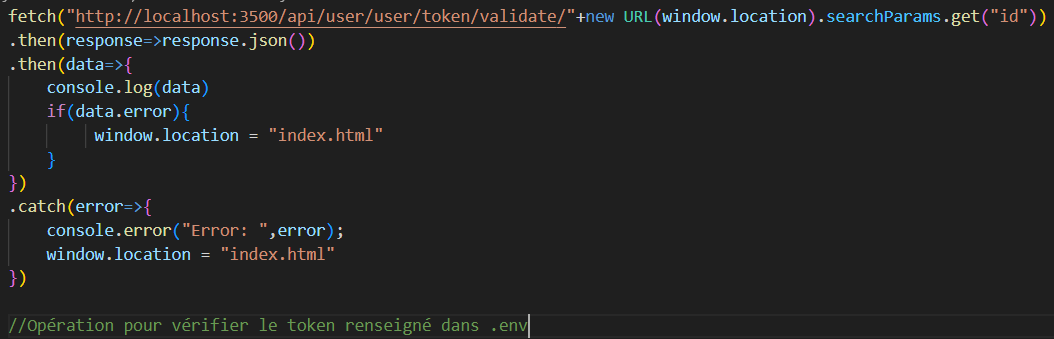 fetch("http://localhost:3500/api/user/user/token/validate/"+new URL(window.location).searchParams.get("id"))
.then(response=>response.json())
.then(data=>{
    console.log(data)
    if(data.error){
        window.location = "index.html"
    }
})
.catch(error=>{
    console.error("Error: ",error);
    window.location = "index.html"
})

//Opération pour vérifier le token renseigné dans .env